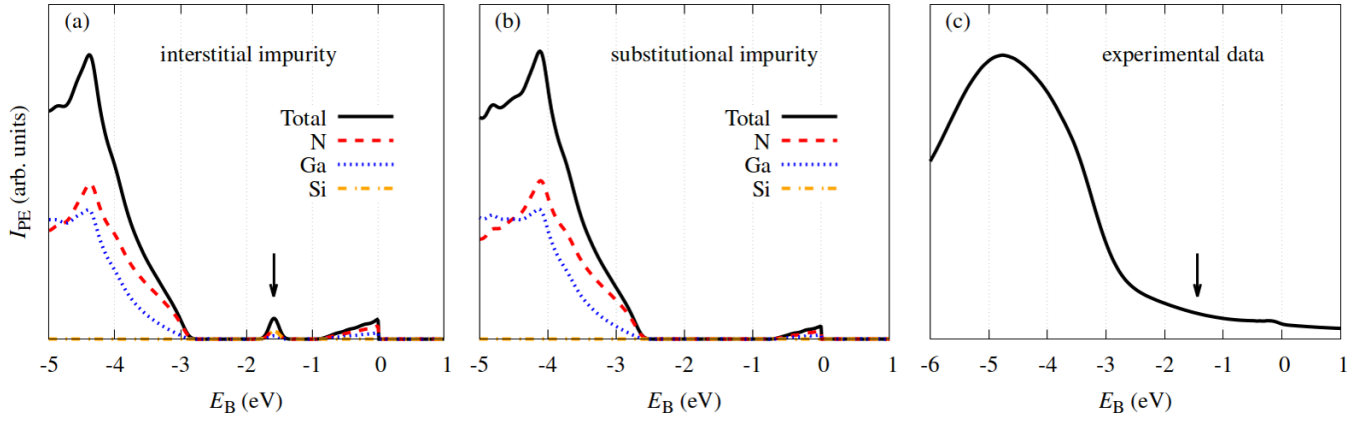 (a)
interstitial impurity
Total
N
Ga
Si
I_PE (arb. units)
-5 -4 -3 -2 -1 0 1
E_B (eV)
(b)
substitutional impurity
Total
N
Ga
Si
-5 -4 -3 -2 -1 0 1
E_B (eV)
(c)
experimental data
-6 -5 -4 -3 -2 -1 0 1
E_B (eV)